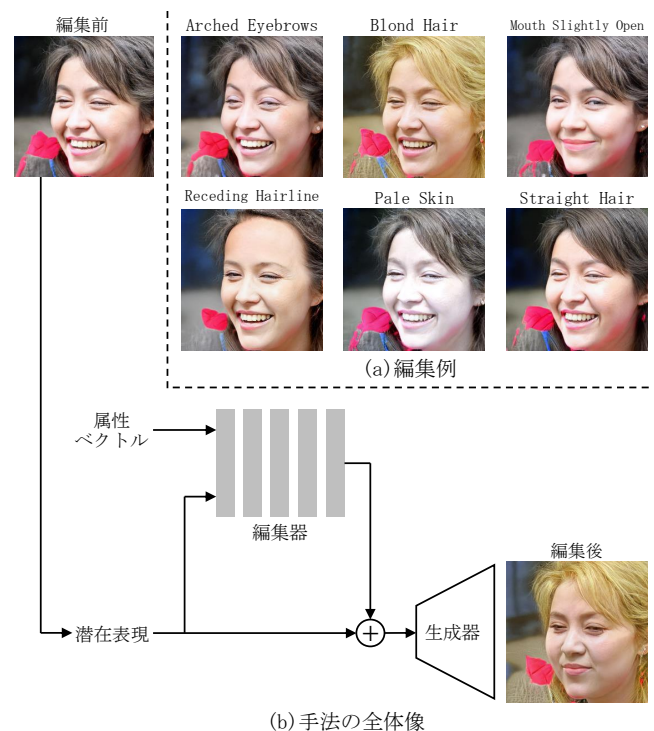 編集前
Arched Eyebrows
Blond Hair
Mouth Slightly Open
Receding Hairline
Pale Skin
Straight Hair
(a)編集例
属性
ベクトル
編集器
編集後
潜在表現
+
生成器
(b)手法の全体像